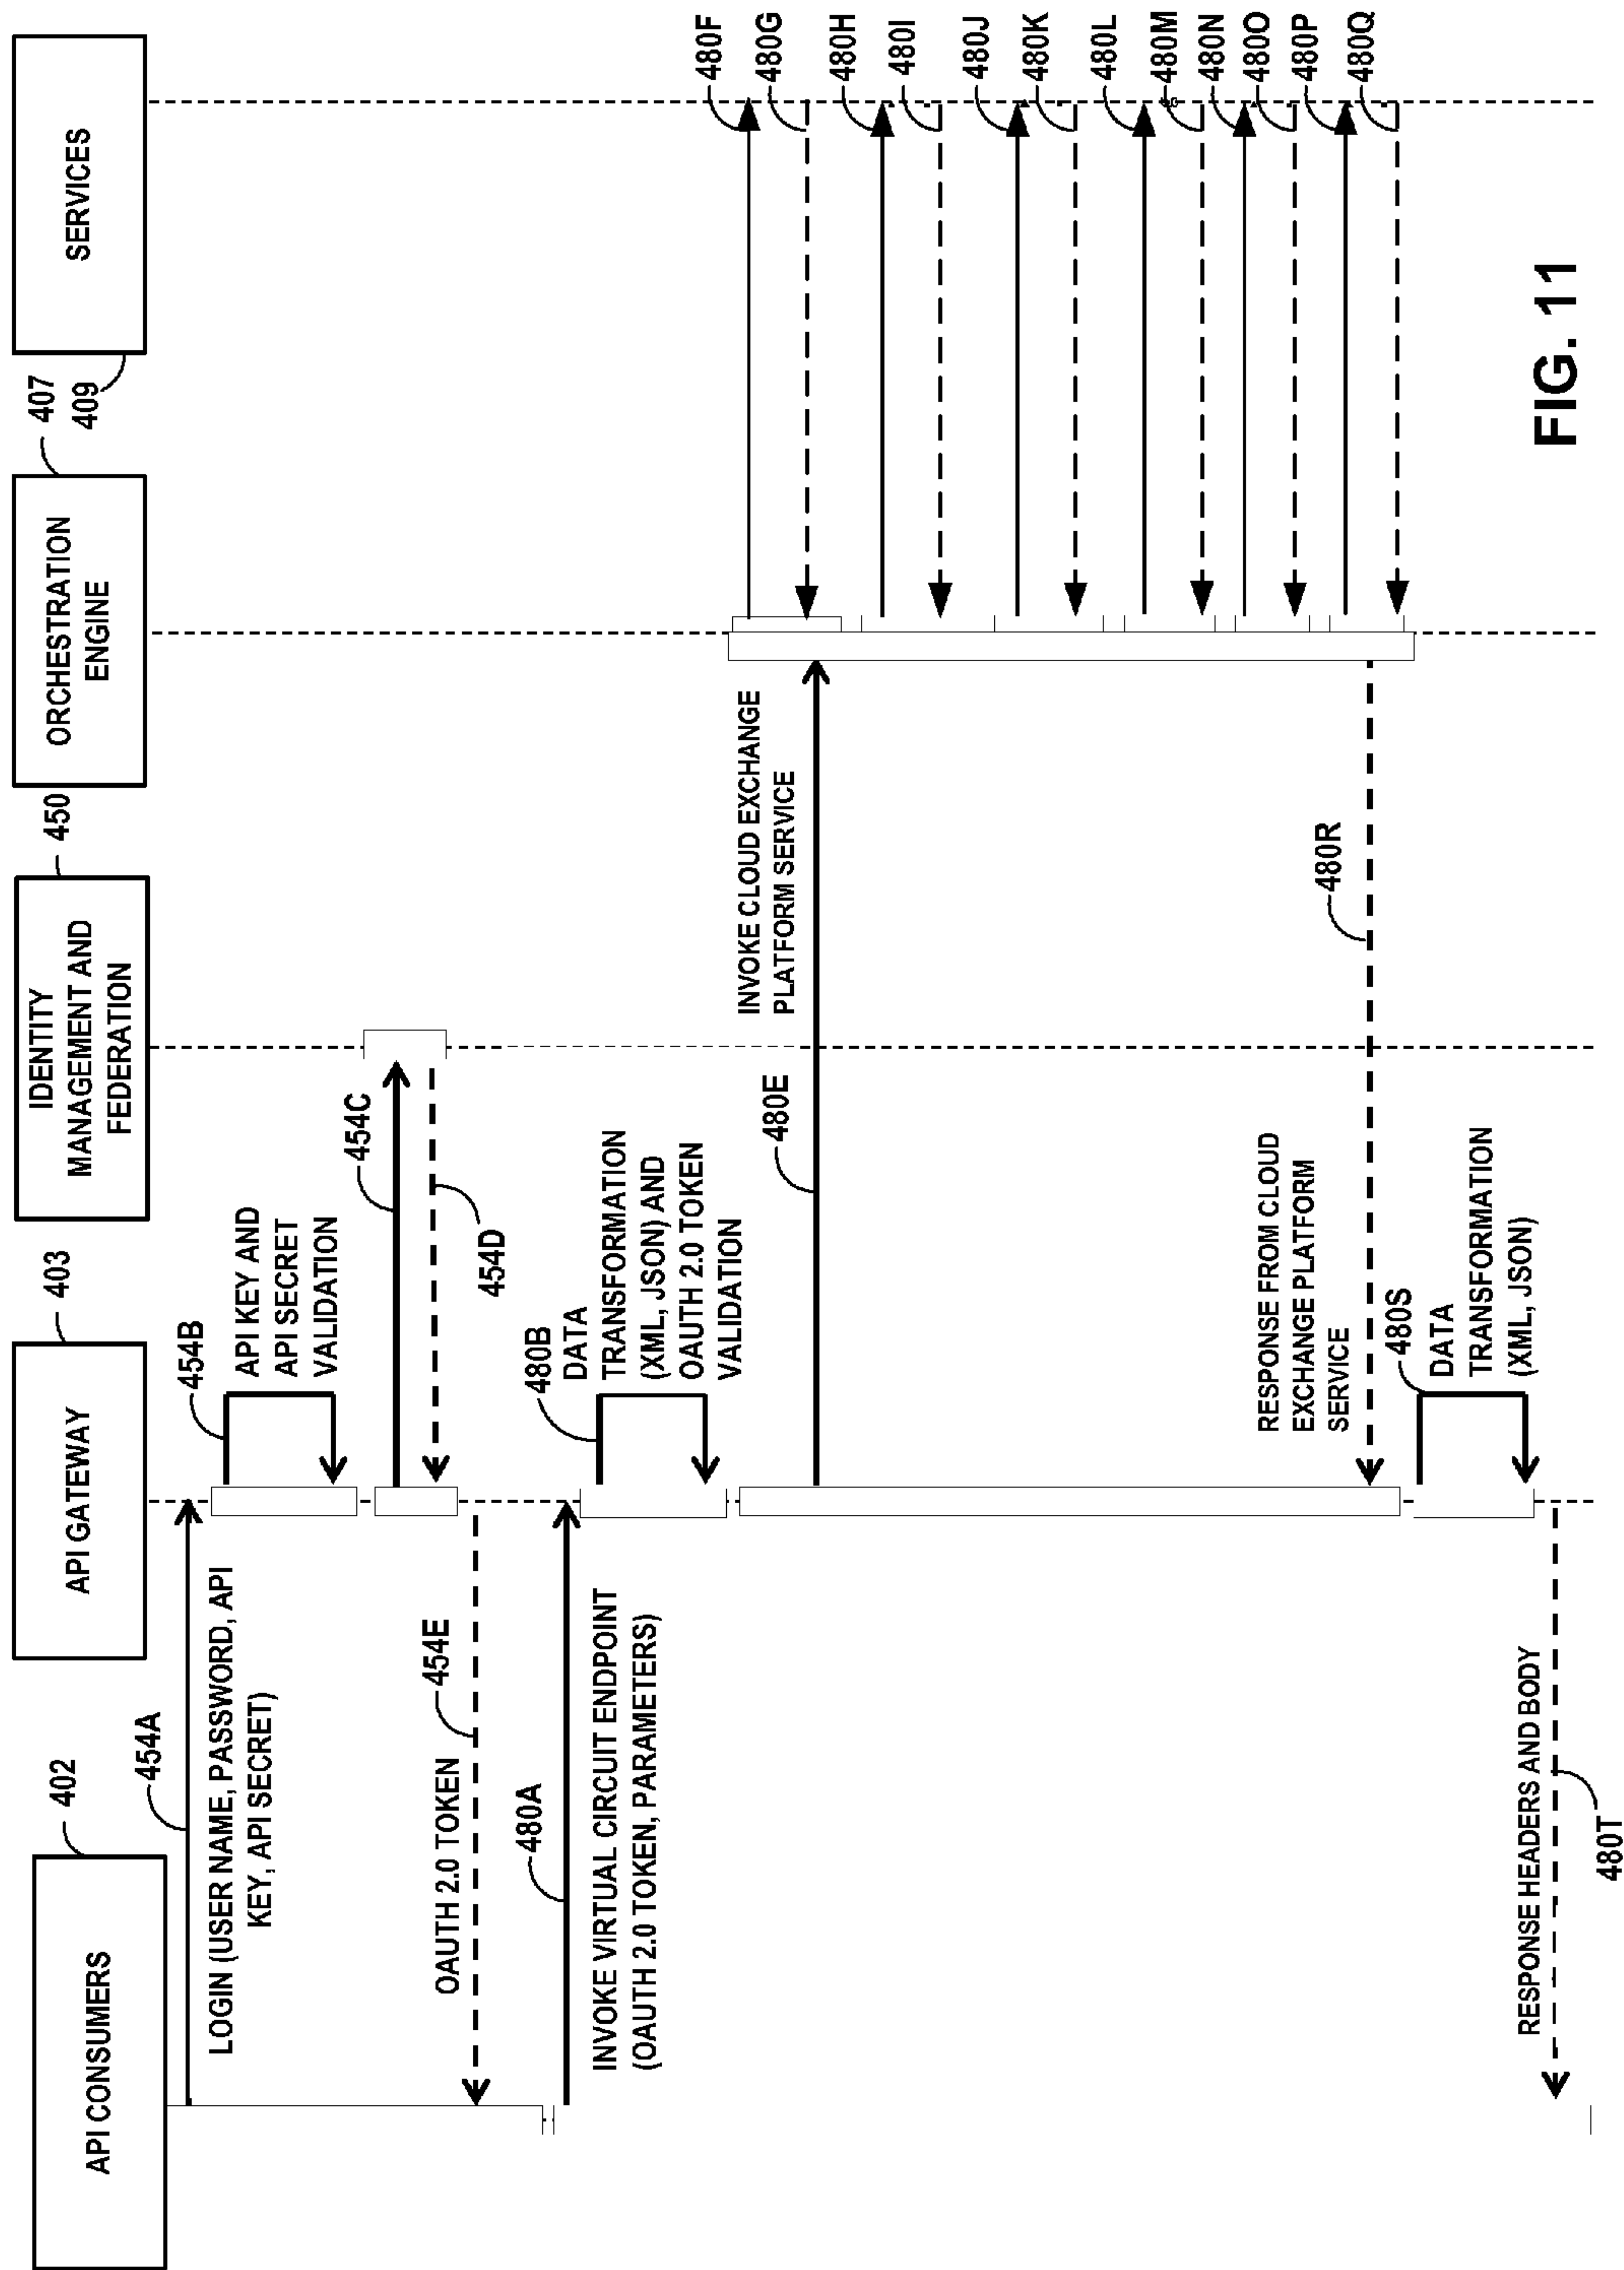 API CONSUMERS
402
API GATEWAY
403
IDENTITY
MANAGEMENT AND
FEDERATION
450
ORCHESTRATION
ENGINE
407
SERVICES
409
454A
LOGIN (USER NAME, PASSWORD, API
KEY, API SECRET)
454B
API KEY AND
API SECRET
VALIDATION
454C
454D
454E
OAUTH 2.0 TOKEN
480A
INVOKE VIRTUAL CIRCUIT ENDPOINT
(OAUTH 2.0 TOKEN, PARAMETERS)
480B
DATA
TRANSFORMATION
(XML, JSON) AND
OAUTH 2.0 TOKEN
VALIDATION
480E
INVOKE CLOUD EXCHANGE
PLATFORM SERVICE
480F
480G
480H
480I
480J
480K
480L
480M
480N
480O
480P
480Q
480R
RESPONSE FROM CLOUD
EXCHANGE PLATFORM
SERVICE
480S
DATA
TRANSFORMATION
(XML, JSON)
RESPONSE HEADERS AND BODY
480T
FIG. 11